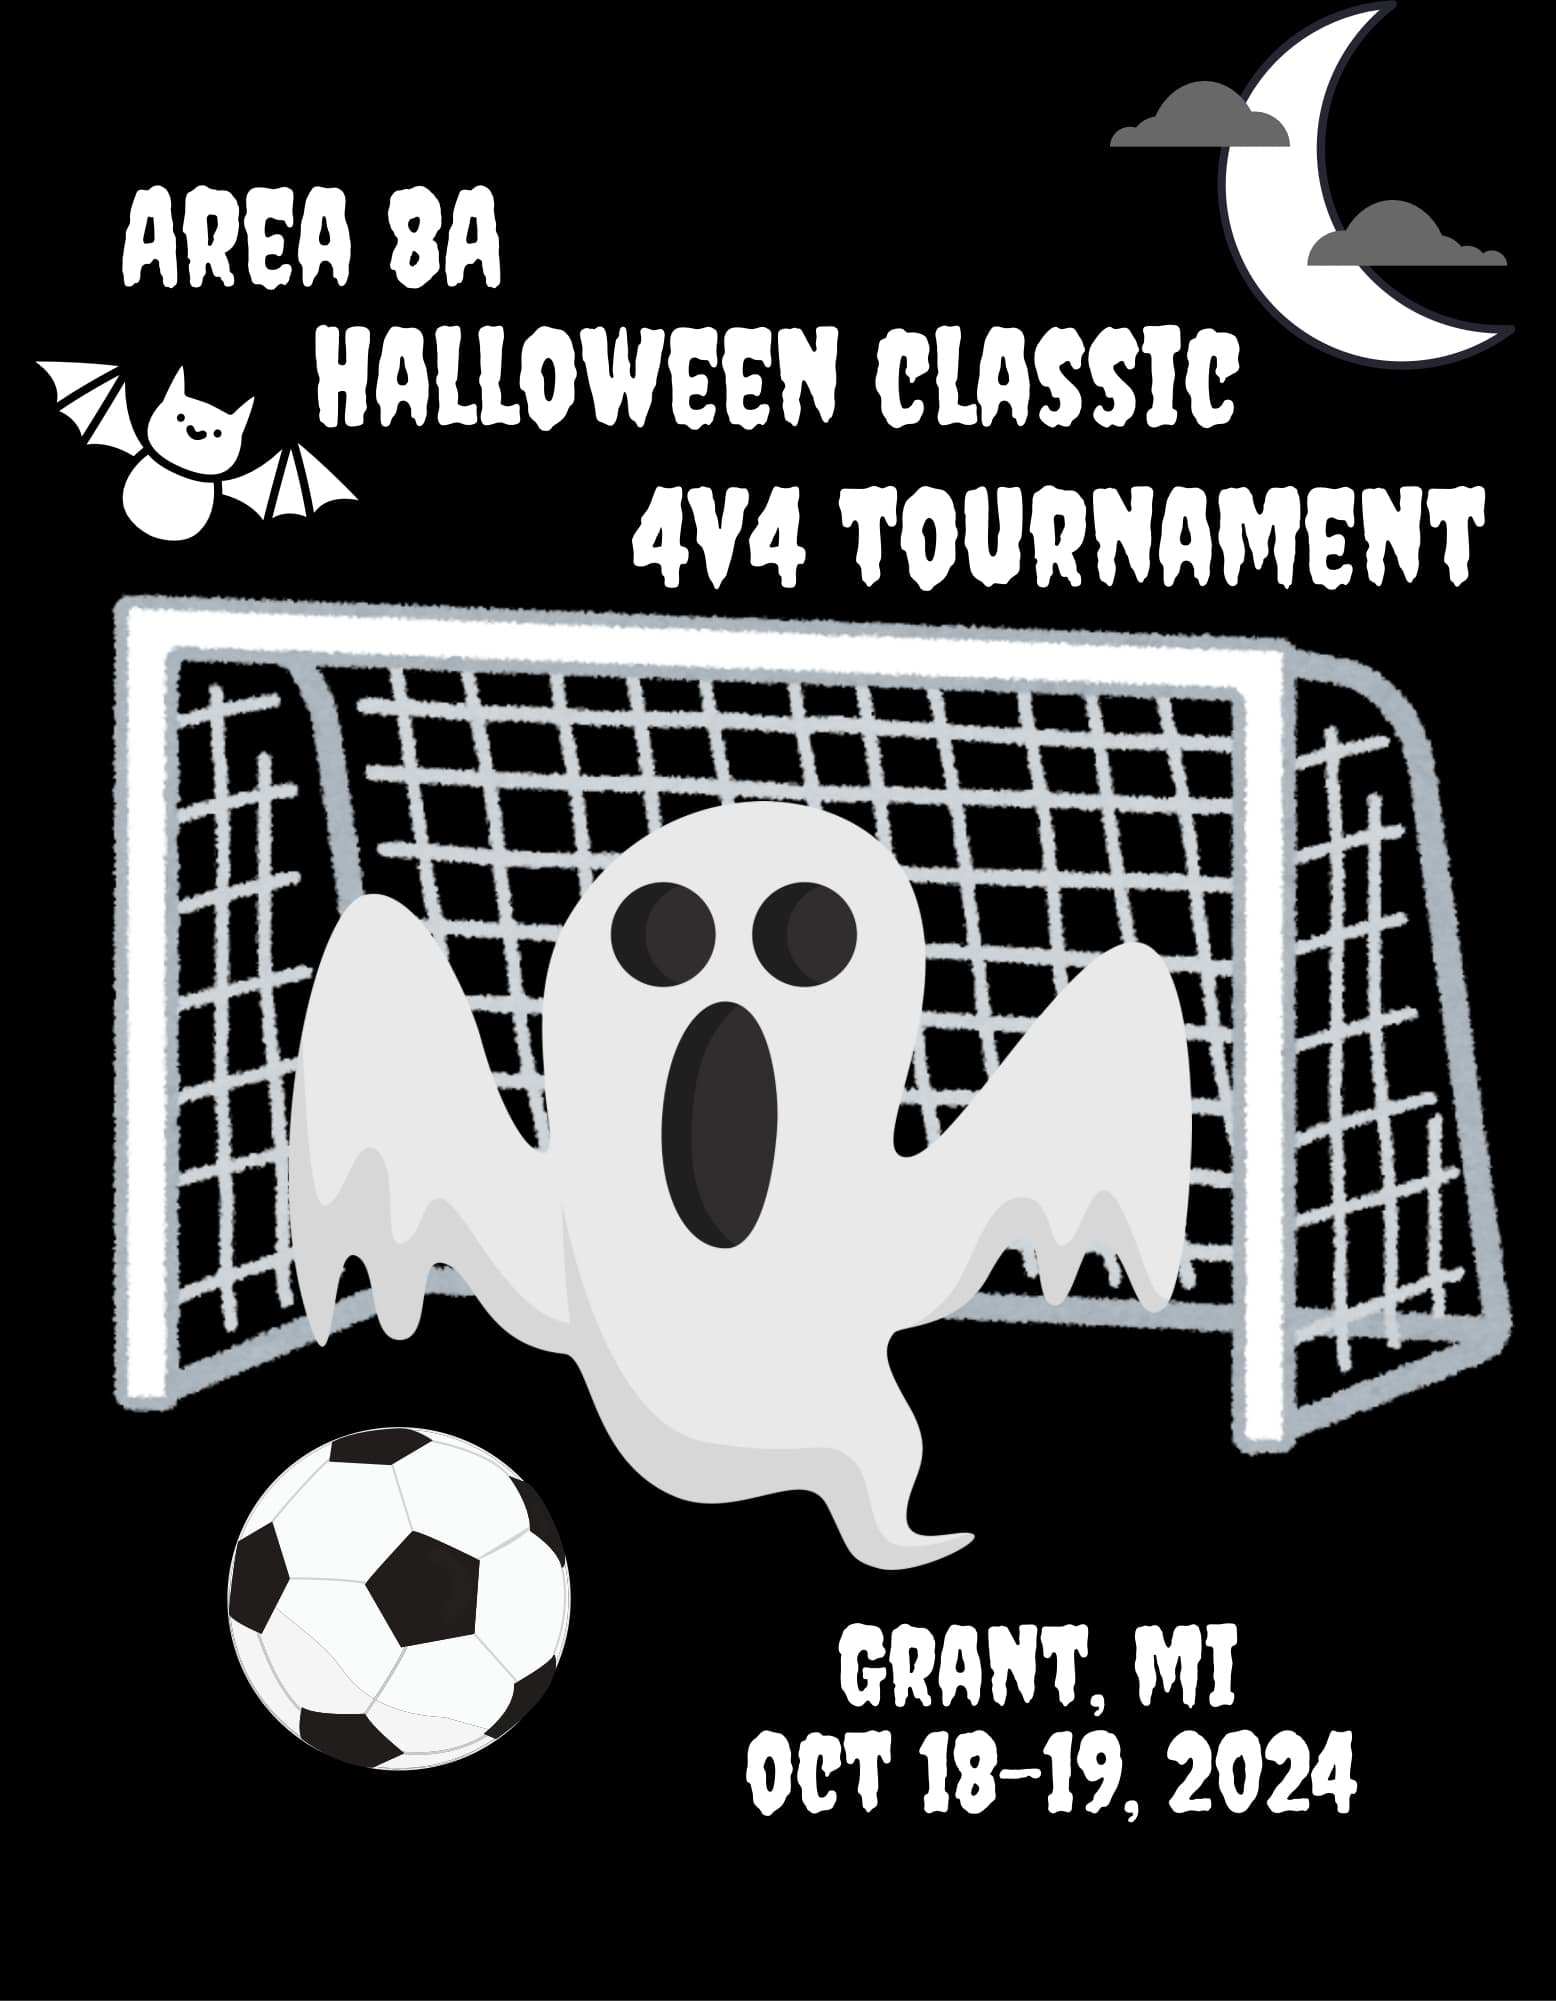 AREA 8A
HALLOWEEN CLASSIC
4V4 TOURNAMENT
GRANT, MI
OCT 18-19, 2024